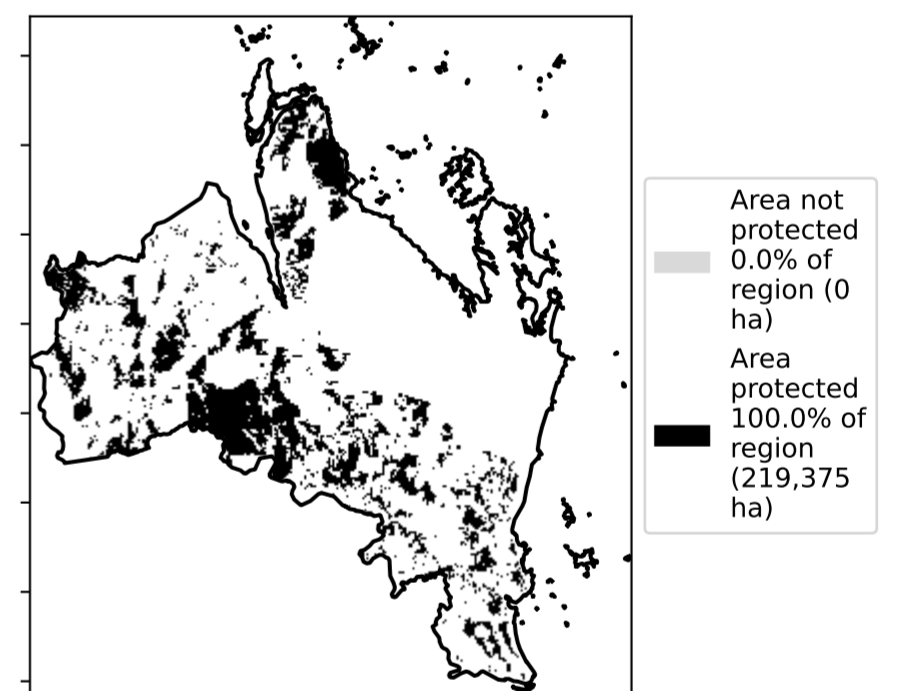 Area not
protected
0.0% of
region (0
ha)
Area
protected
100.0% of
region
(219,375
ha)